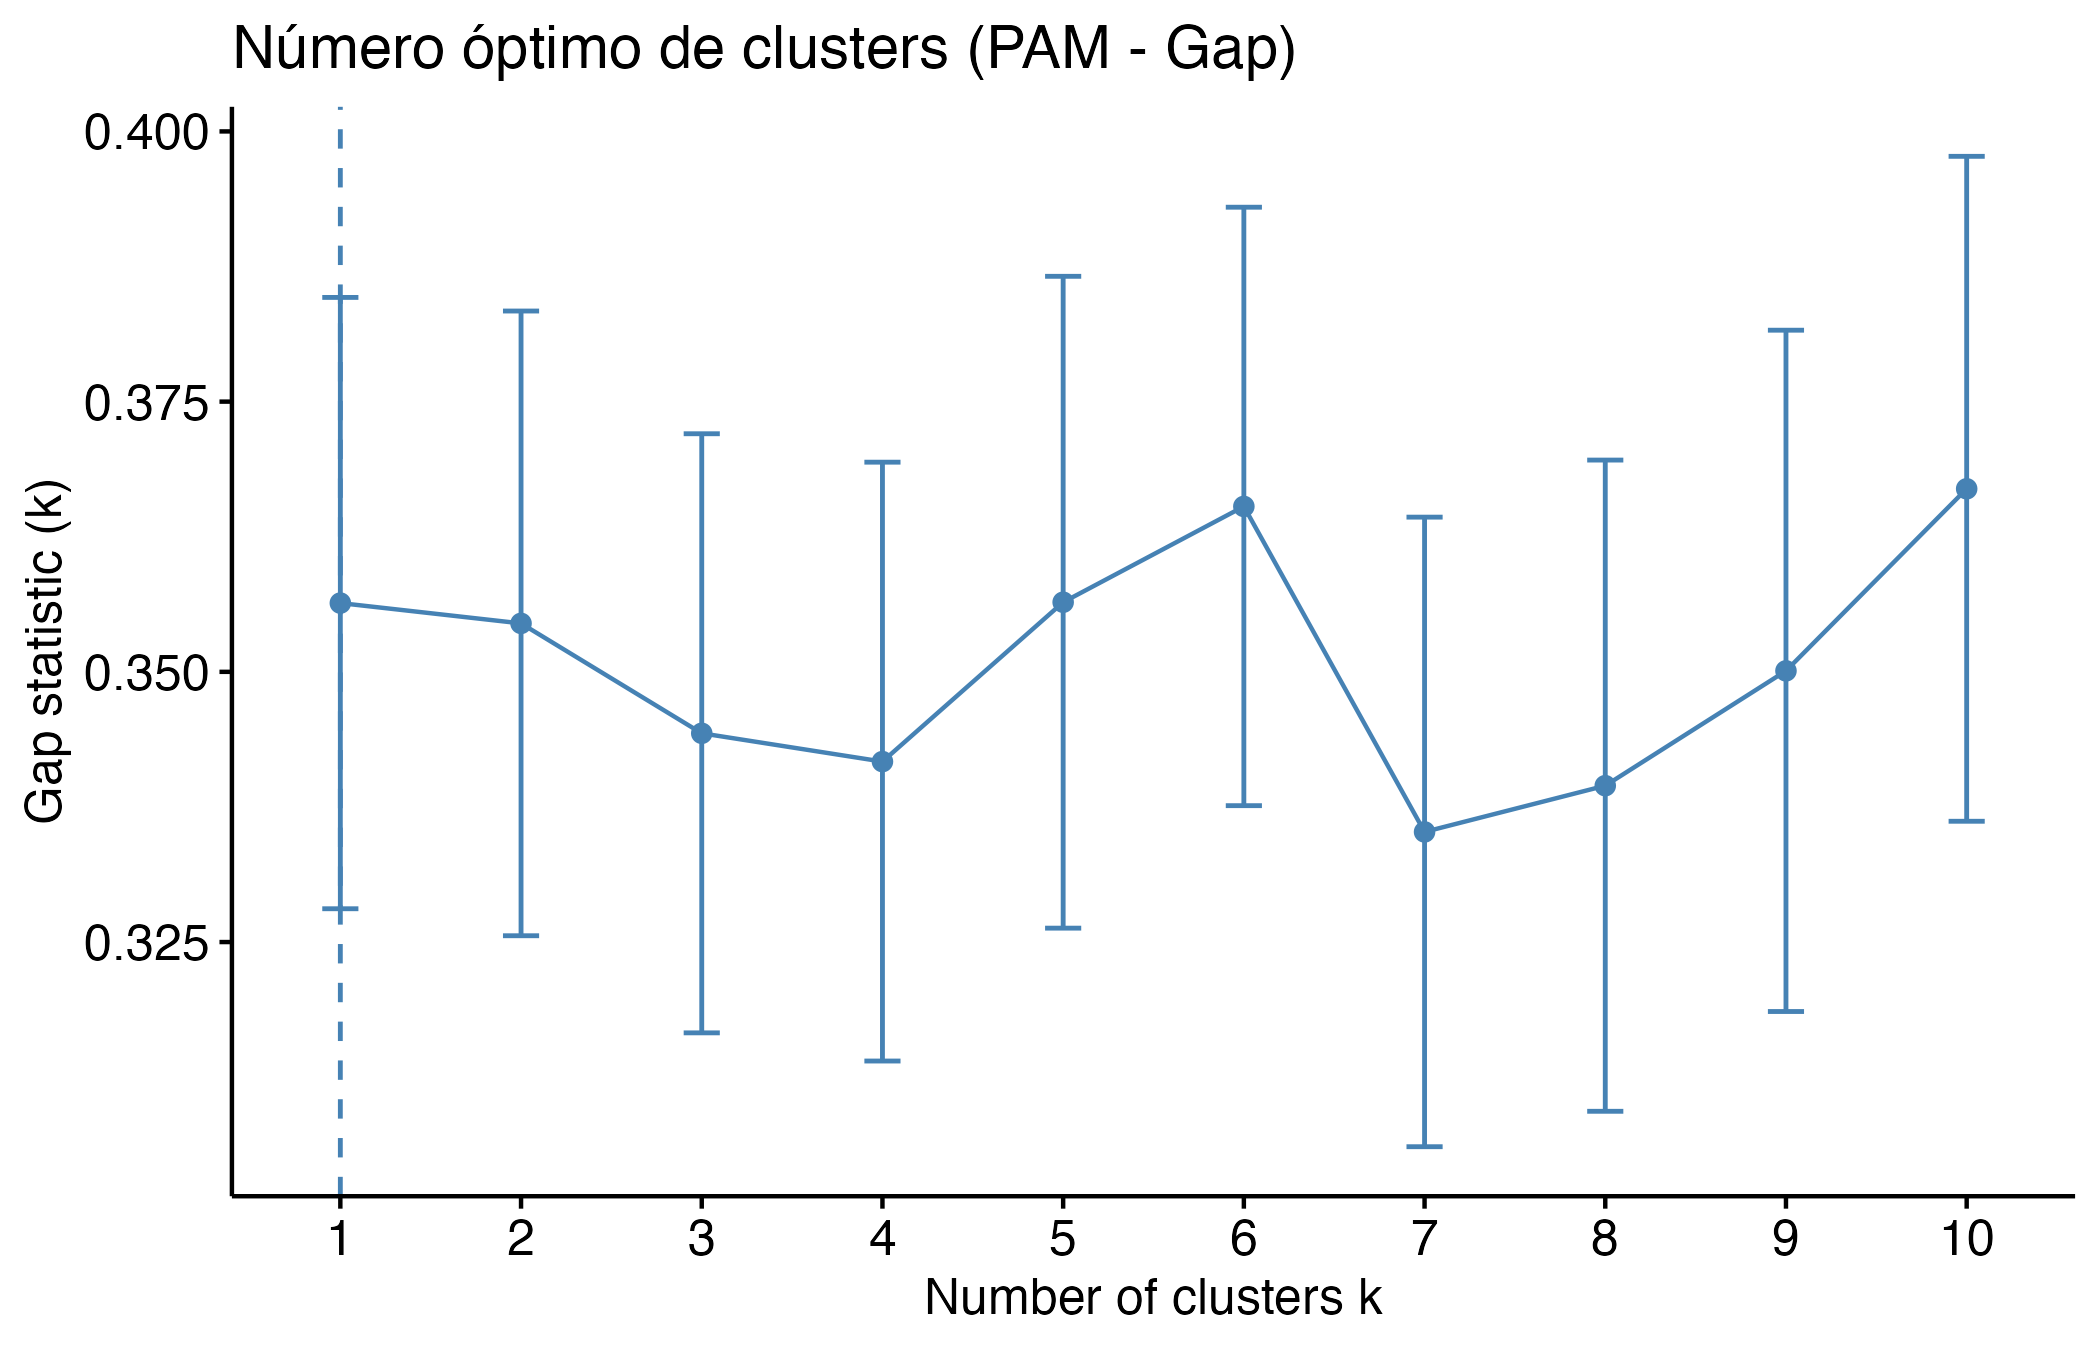 Número óptimo de clusters (PAM - Gap)
0.400
0.375
0.350
0.325
Gap statistic (k)
1 2 3 4 5 6 7 8 9 10
Number of clusters k